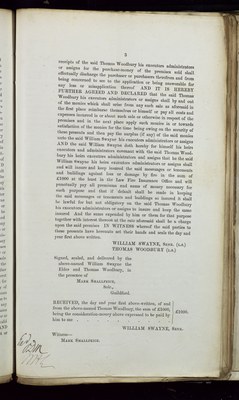 3
receipts of the said Thomas Woodbury his executors administrators
or assigns for the purchase-money of the premises sold shall
effectually discharge the purchaser or purchasers therefrom and from
being concerned to see to the application or being answerable for
any loss or misapplication thereof AND IT IS HEREBY
FURTHER AGREED AND DECLARED that the said Thomas
Woodbury his executors administrators or assigns shall by and out
of the moneys which shall arise from any such sale as aforesaid in
the first place reimburse themselves or himself or pay off costs and
expenses incurred in or about such sale or otherwise in respect of the
premises and in the next place apply such moneys in or towards
satisfaction of the moneys for the time being owing on the security of
these presents and then pay the surplus (if any) of the said moneys
unto the said William Swayne his executors administrators or assigns
AND the said William Swayne doth hereby for himself his heirs
executors and administrators covenant with the said Thomas Wood-
bury his heirs executors administrators and assigns that he the said
William Swayne his heirs executors administrators or assigns shall
and will insure and keep insured the said messuages or tenements
and buildings against loss or damage by fire in the sum of
£1000 at the least in the Law Fire Insurance Office and will
punctually pay all premiums and sums of money necessary for
such purpose and that if default shall be made in keeping
the said messuages or tenements and buildings so insured it shall
be lawful for but not obligatory on the said Thomas Woodbury
his executors administrators or assigns to insure and keep the same
insured And the sums expended by him or them for that purpose
together with interest thereon at the rate aforesaid shall be a charge
upon the said premises IN WITNESS whereof the said parties to
these presents have hereunto set their hands and seals the day and
year first above written.
WILLIAM SWAYNE, SENR. (L.S.)
THOMAS WOODBURY (L.S.)
Signed, sealed, and delivered by the
above-named William Swayne the
Elder and Thomas Woodbury, in
the presence of
MARK SMALLPIECE,
Solr.,
Guildford.
RECEIVED, the day and year first above-written, of and
from the above-named Thomas Woodbury, the sum of £1000,
being the consideration-money above expressed to be paid by
him to me
£1000.
WILLIAM SWAYNE, SENR.
Witness—
MARK SMALLPIECE.